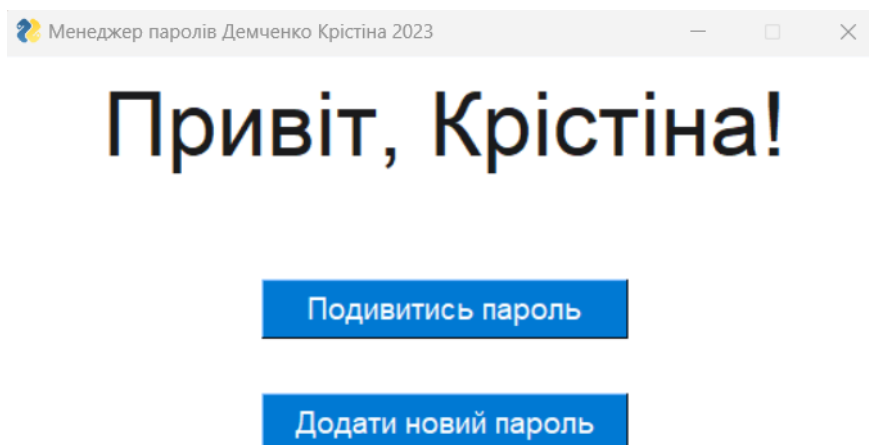 Менеджер паролів Демченко Крістіна 2023
Привіт, Крістіна!
Подивитись пароль
Додати новий пароль